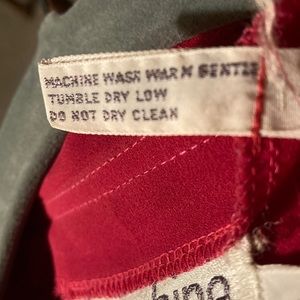 MACHINE WASH WARM GENTLE
TUMBLE DRY LOW
DO NOT DRY CLEAN